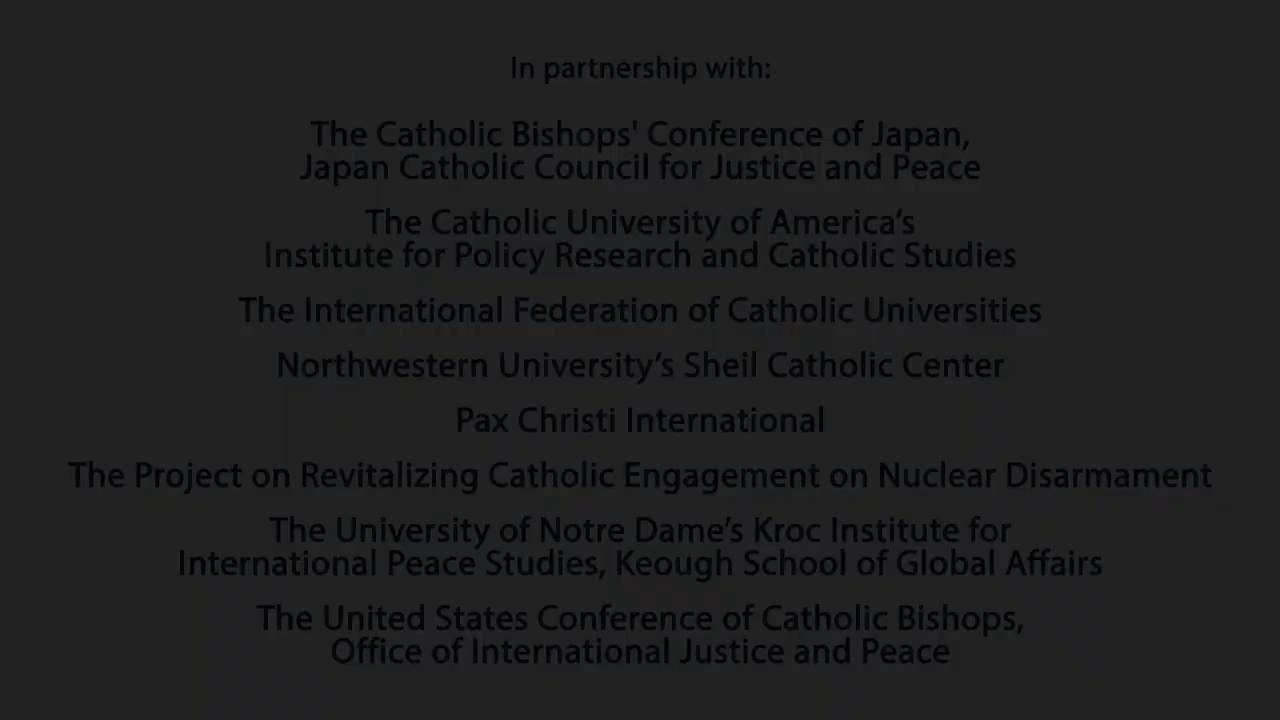 In partnership with:
The Catholic Bishops' Conference of Japan,
Japan Catholic Council for Justice and Peace
The Catholic University of America’s
Institute for Policy Research and Catholic Studies
The International Federation of Catholic Universities
Northwestern University’s Sheil Catholic Center
Pax Christi International
The Project on Revitalizing Catholic Engagement on Nuclear Disarmament
The University of Notre Dame’s Kroc Institute for
International Peace Studies, Keough School of Global Affairs
The United States Conference of Catholic Bishops,
Office of International Justice and Peace